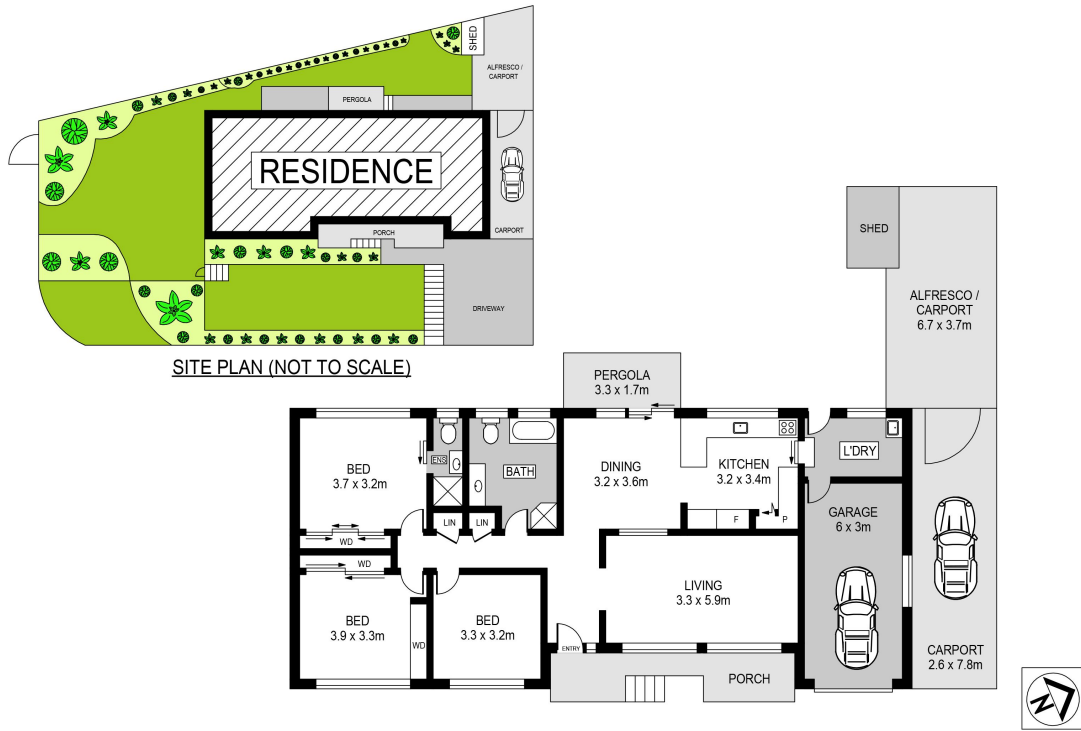 SHED
ALFRESCO /
CARPORT
PERGOLA
RESIDENCE
PORCH
CARPORT
DRIVEWAY
SITE PLAN (NOT TO SCALE)
SHED
ALFRESCO /
CARPORT
6.7 x 3.7m
PERGOLA
3.3 x 1.7m
BED
3.7 x 3.2m
ENS
BATH
DINING
3.2 x 3.6m
KITCHEN
3.2 x 3.4m
L'DRY
LIN
LIN
F
P
GARAGE
6 x 3m
WD
WD
BED
3.9 x 3.3m
WD
BED
3.3 x 3.2m
LIVING
3.3 x 5.9m
ENTRY
PORCH
CARPORT
2.6 x 7.8m
N